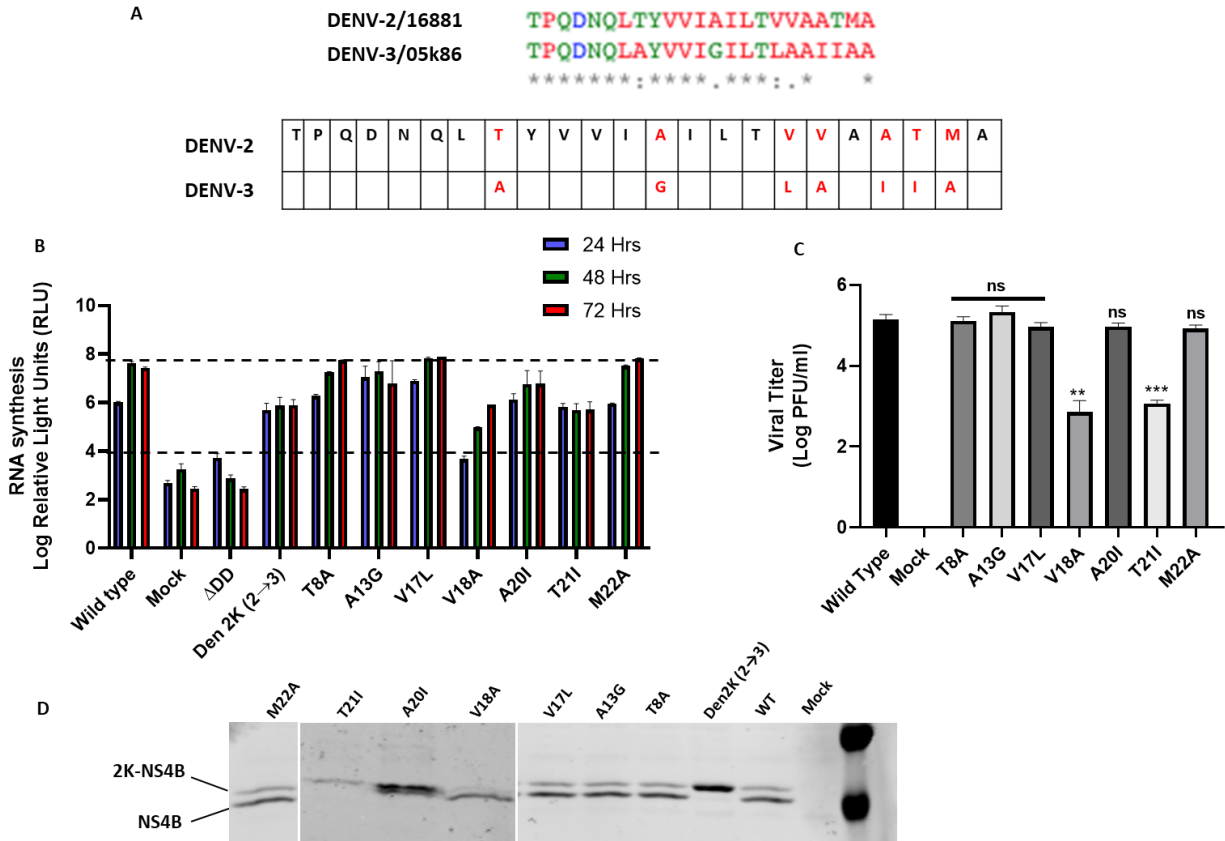 A
DENV-2/16881 TPQDNQLTYVVIAILTVVAATMA
DENV-3/05k86 TPQDNQLAYVVIGILTLAAIIAA
*******:****.***:.* *
DENV-2 T P Q D N Q L T Y V V I A I L T V V A A T M A
DENV-3 A G L A I I A
B
24 Hrs
48 Hrs
72 Hrs
RNA synthesis
Log Relative Light Units (RLU)
10
8
6
4
2
0
Wild type
Mock
ΔDD
Den 2K (2→3)
T8A
A13G
V17L
V18A
A20I
T21I
M22A
C
Viral Titer
(Log PFU/ml)
6
4
2
0
ns
**
ns
***
ns
Wild Type
Mock
T8A
A13G
V17L
V18A
A20I
T21I
M22A
D
M22A
T21I
A20I
V18A
V17L
A13G
T8A
Den2K (2→3)
WT
Mock
2K-NS4B
NS4B